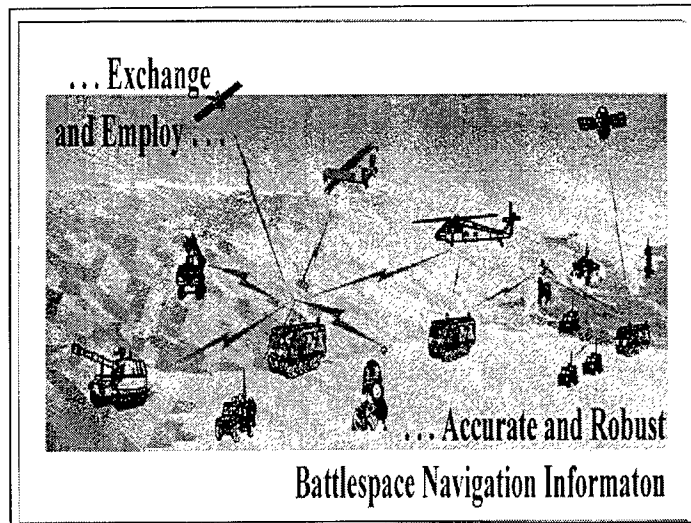 ... Exchange
and Employ ...
... Accurate and Robust
Battlespace Navigation Informaton